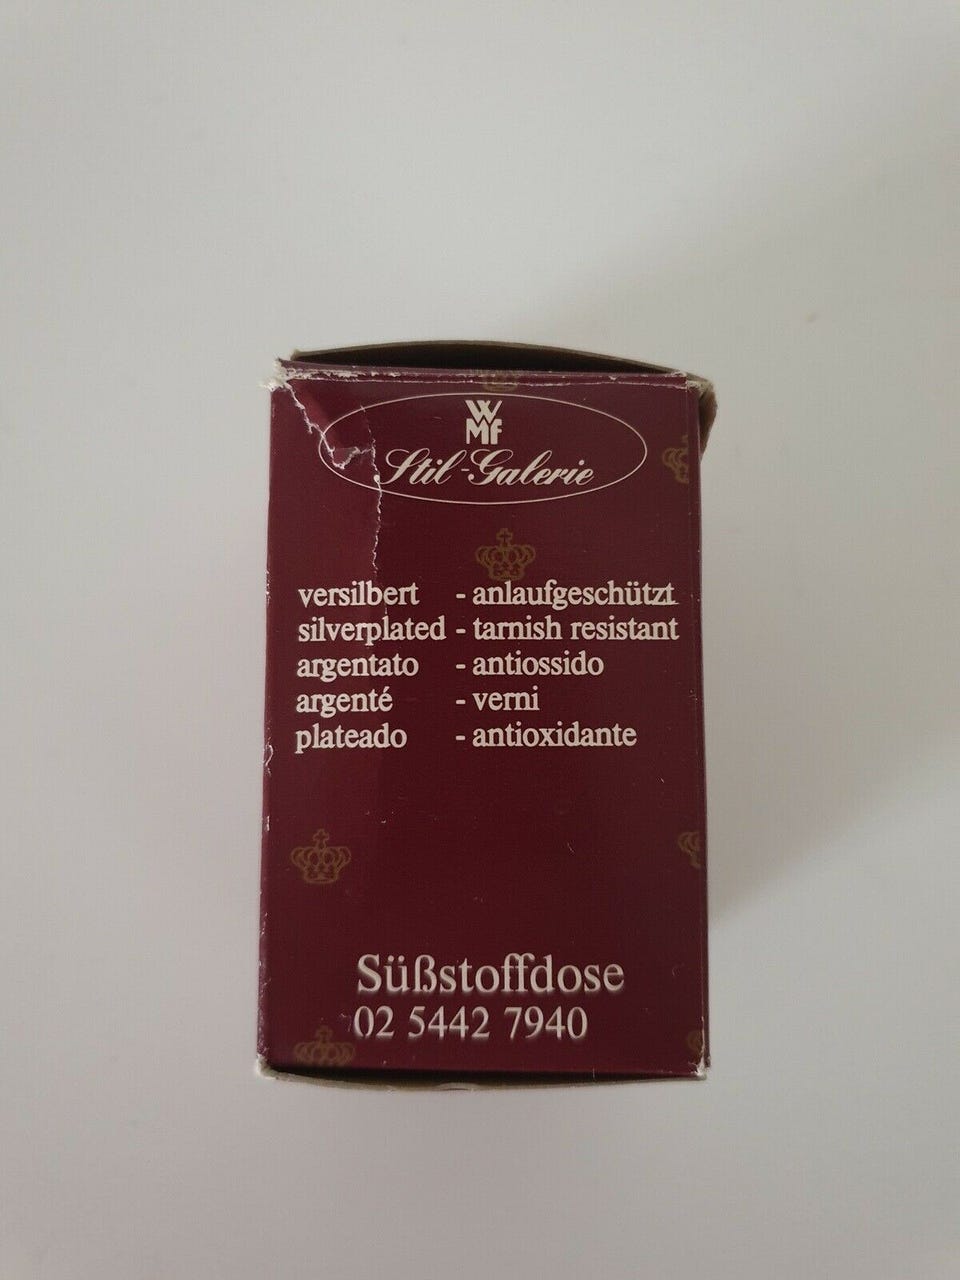 WMF
Stil-Galerie
versilbert - anlaufgeschützt
silverplated - tarnish resistant
argentato - antiossido
argenté - verni
plateado - antioxidante
Süßstoffdose
02 5442 7940